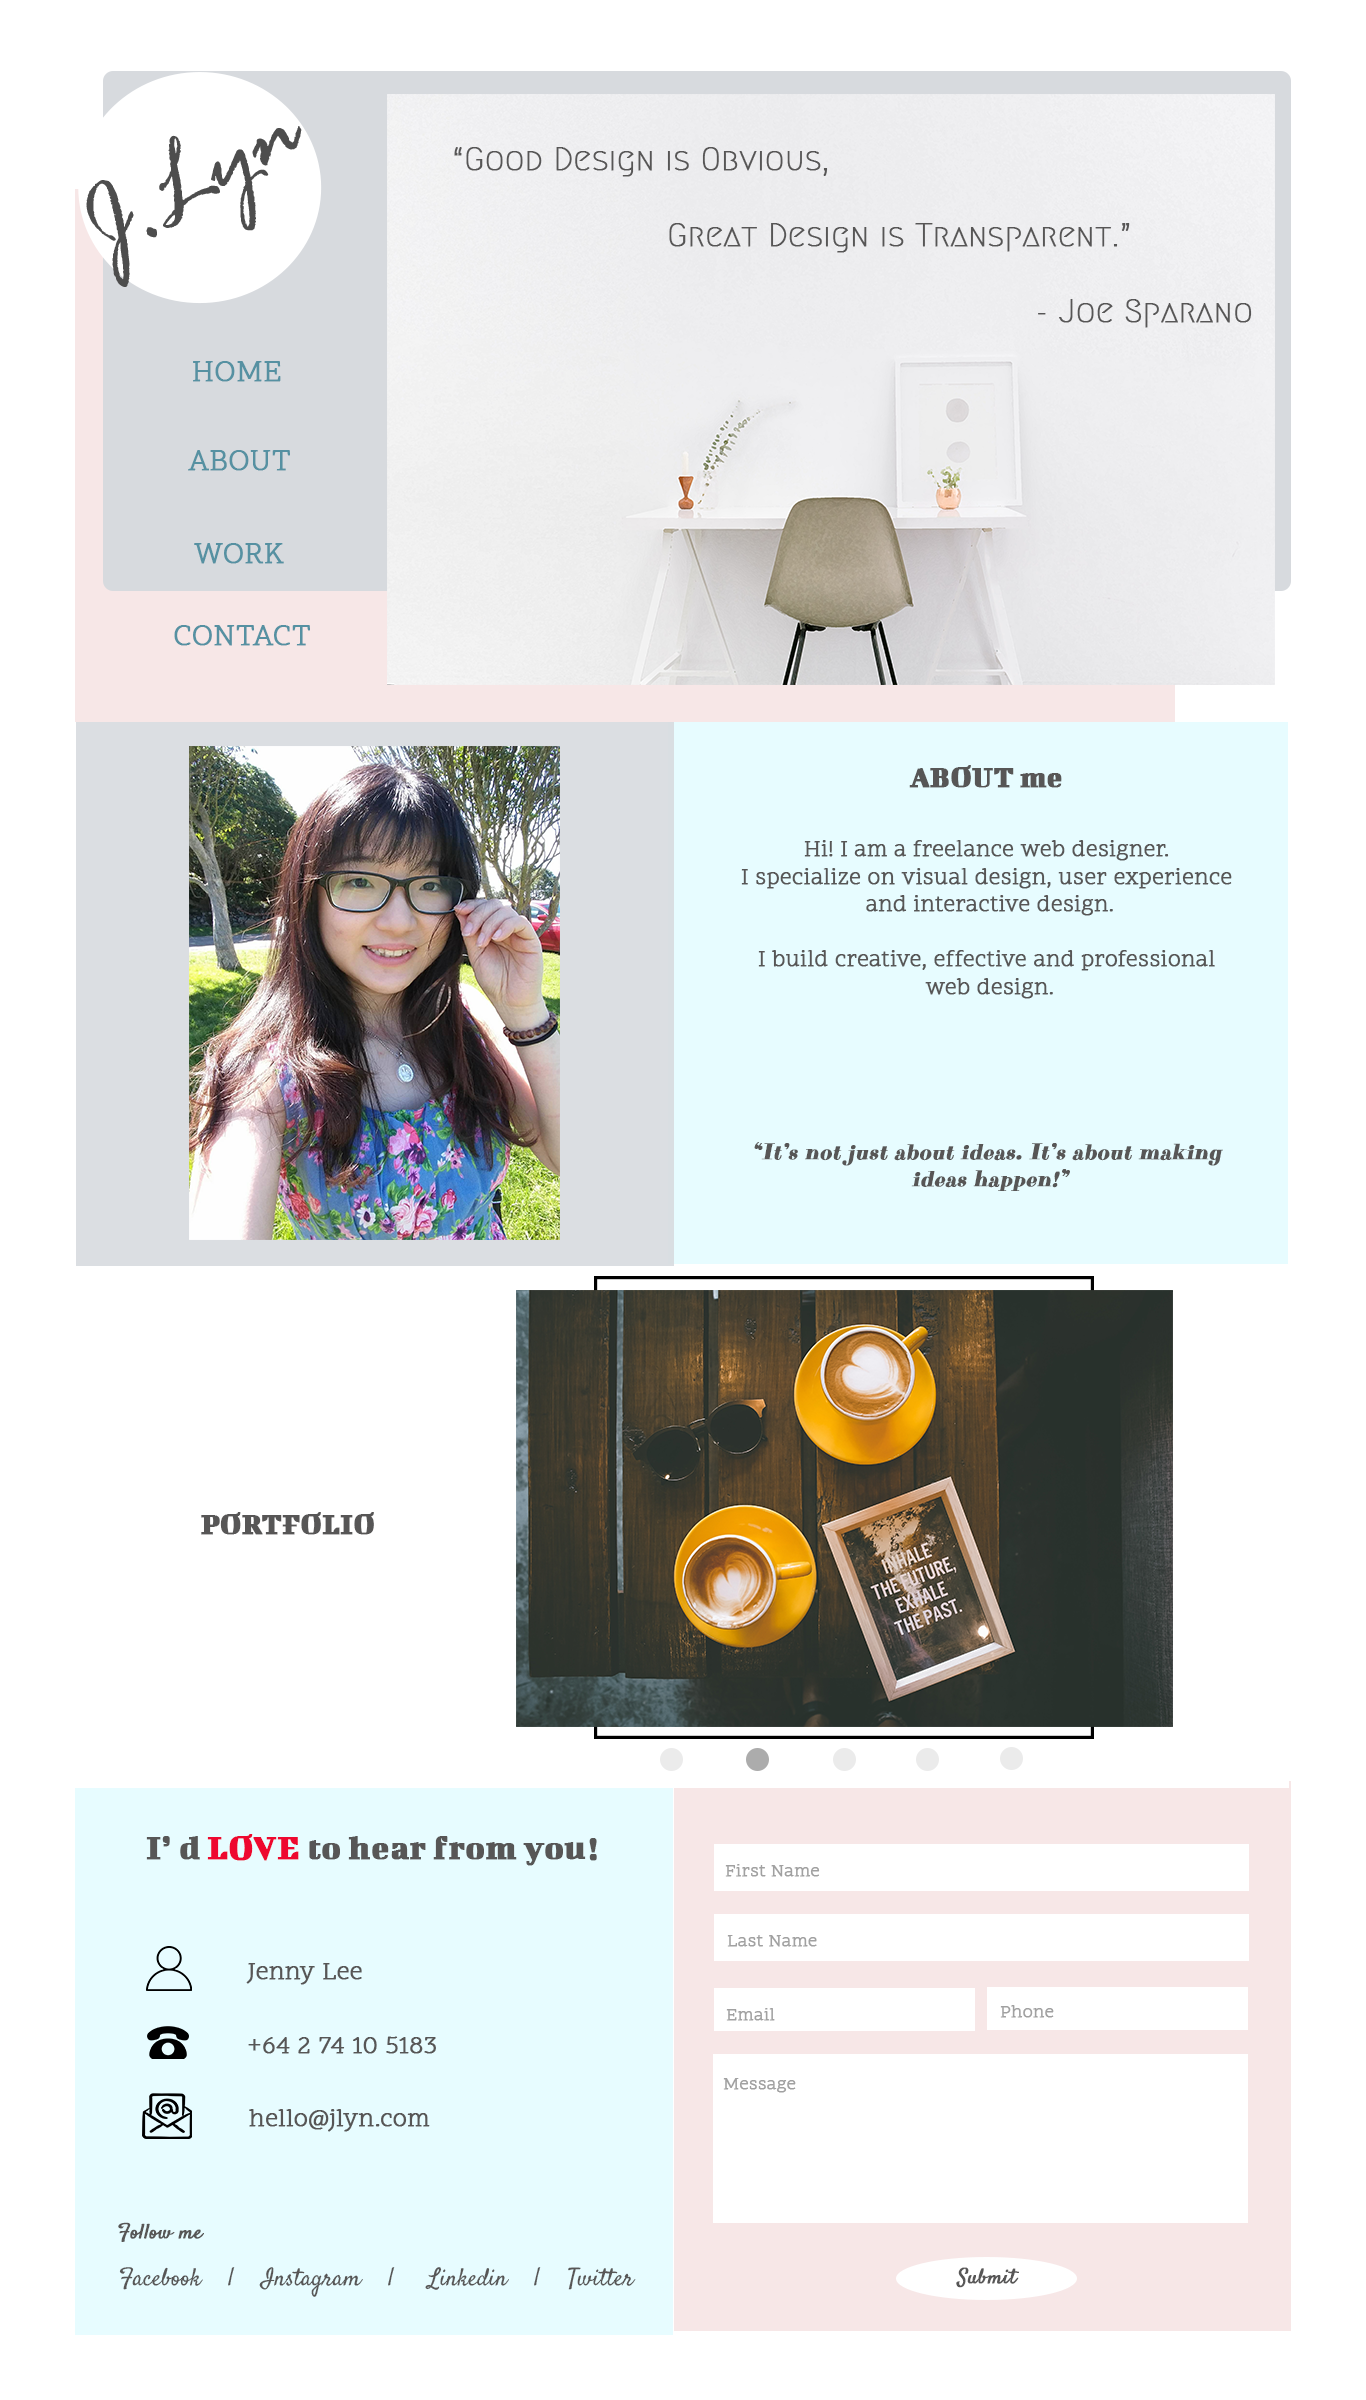 J.Lyn
“Good Design is Obvious,
Great Design is Transparent.”
- Joe Sparano
HOME
ABOUT
WORK
CONTACT
ABOUT me
Hi! I am a freelance web designer.
I specialize on visual design, user experience
and interactive design.
I build creative, effective and professional
web design.
“It’s not just about ideas. It’s about making
ideas happen!”
PORTFOLIO
INHALE
THE FUTURE,
EXHALE
THE PAST.
I’ d LOVE to hear from you!
Jenny Lee
+64 2 74 10 5183
hello@jlyn.com
Follow me
Facebook / Instagram / Linkedin / Twitter
First Name
Last Name
Email
Phone
Message
Submit